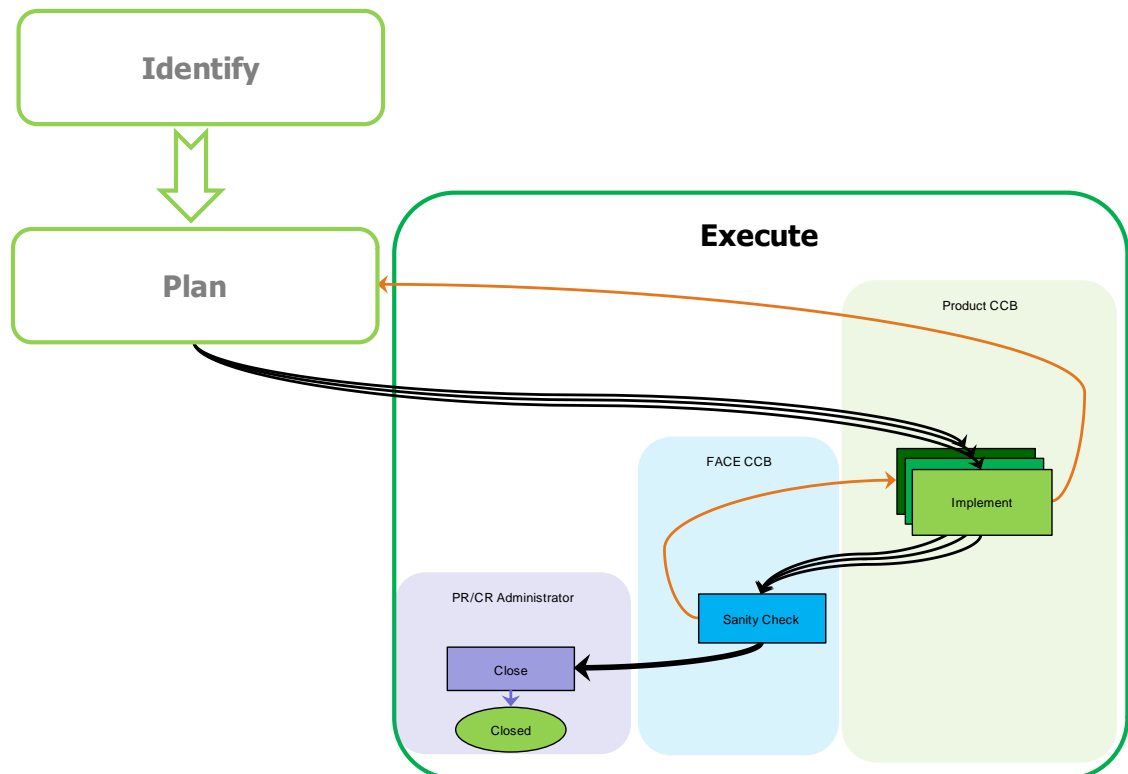 Identify
Plan
Execute
Product CCB
FACE CCB
Implement
PR/CR Administrator
Sanity Check
Close
Closed